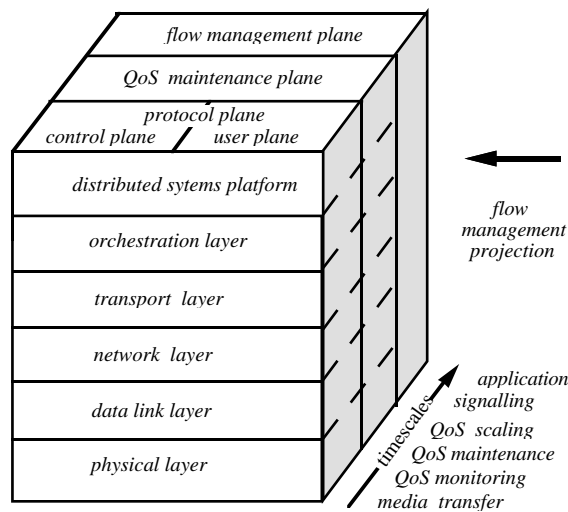 flow management plane
QoS maintenance plane
protocol plane
control plane
user plane
distributed sytems platform
orchestration layer
transport layer
network layer
data link layer
physical layer
flow
management
projection
timescales
application
signalling
QoS scaling
QoS maintenance
QoS monitoring
media transfer